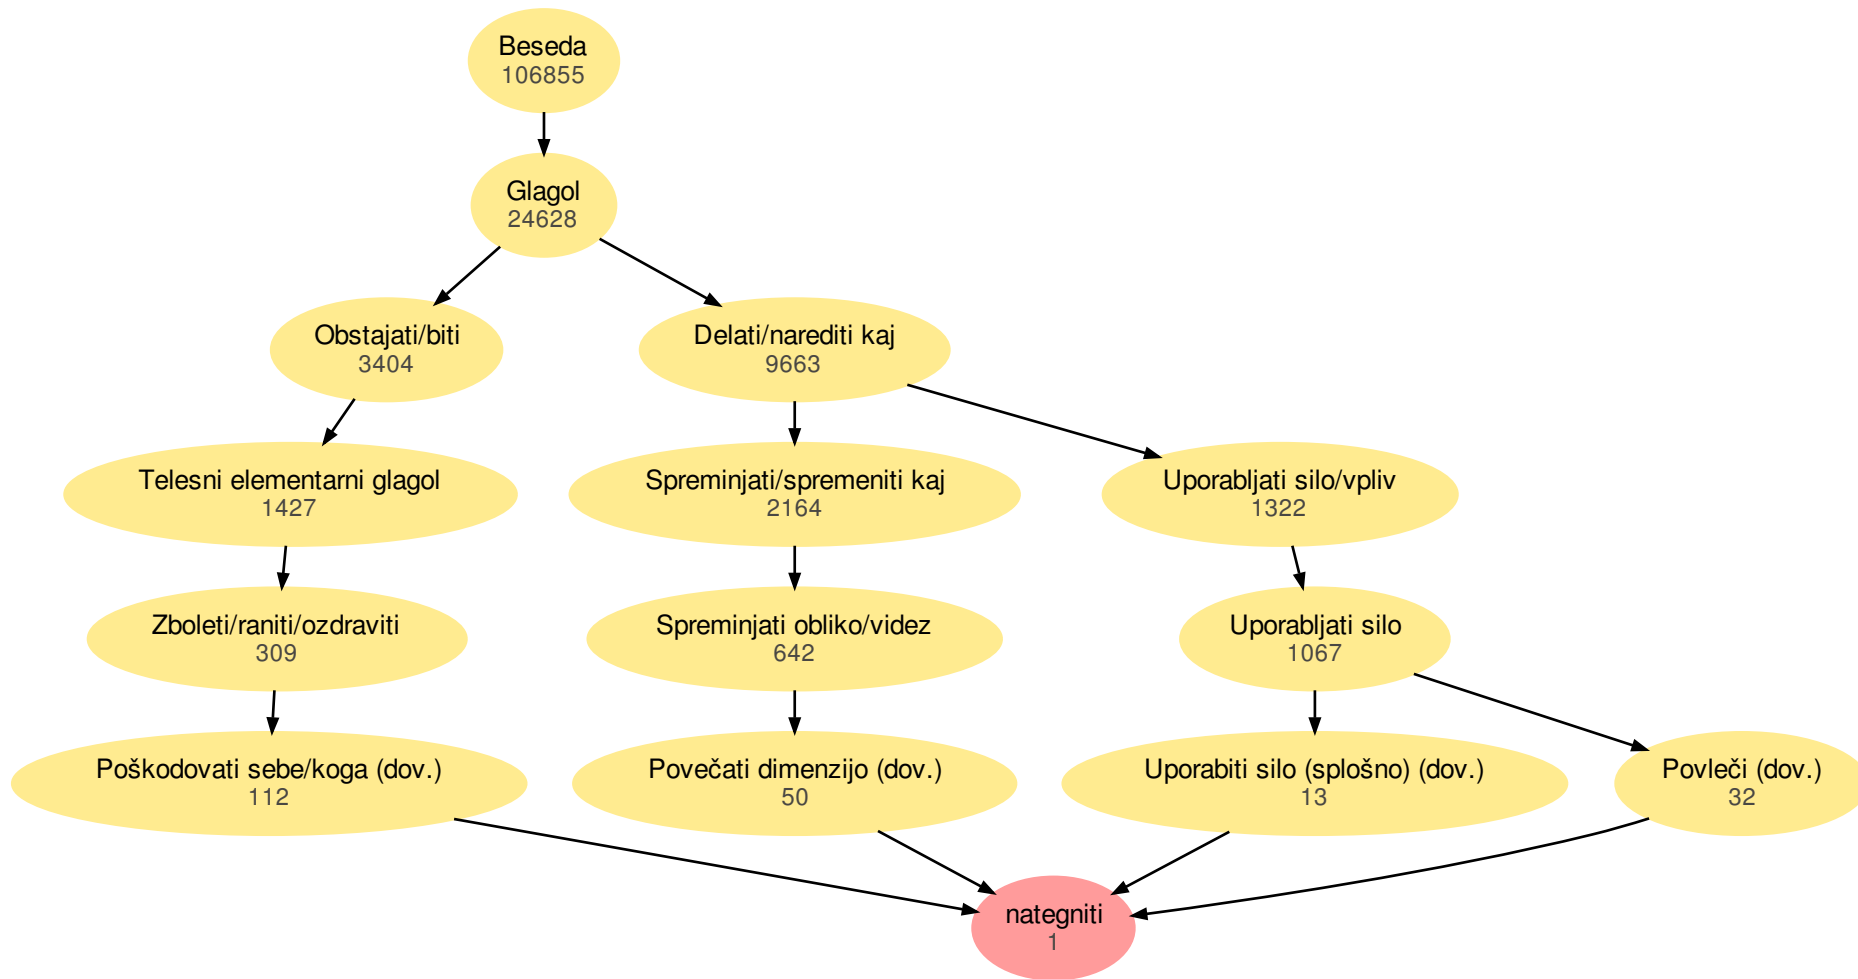 Beseda
106855
Glagol
24628
Obstajati/biti
3404
Delati/narediti kaj
9663
Telesni elementarni glagol
1427
Spreminjati/spremeniti kaj
2164
Uporabljati silo/vpliv
1322
Zboleti/raniti/ozdraviti
309
Spreminjati obliko/videz
642
Uporabljati silo
1067
Poškodovati sebe/koga (dov.)
112
Povečati dimenzijo (dov.)
50
Uporabiti silo (splošno) (dov.)
13
Povleči (dov.)
32
nategniti
1